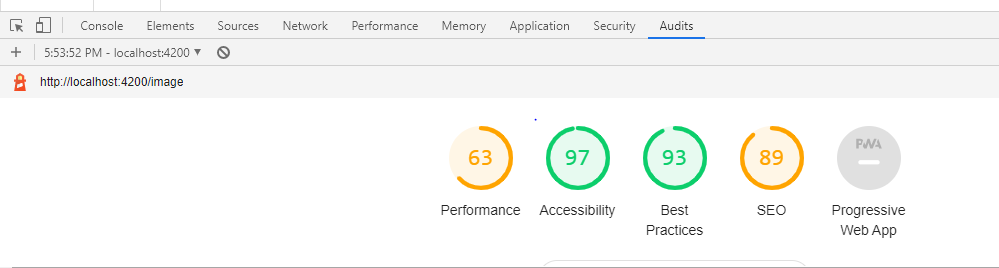 Console Elements Sources Network Performance Memory Application Security Audits
+ 5:53:52 PM - localhost:4200 ▼
http://localhost:4200/image
63 97 93 89 PWA
Performance Accessibility Best Practices SEO Progressive Web App